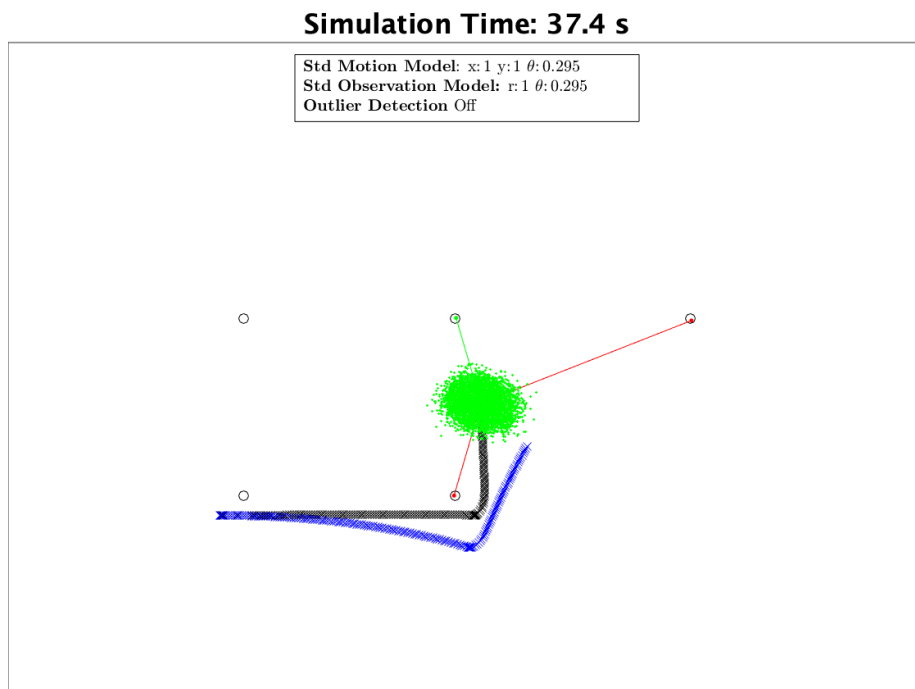 Simulation Time: 37.4 s
Std Motion Model: x: 1 y: 1 θ: 0.295
Std Observation Model: r: 1 θ: 0.295
Outlier Detection Off